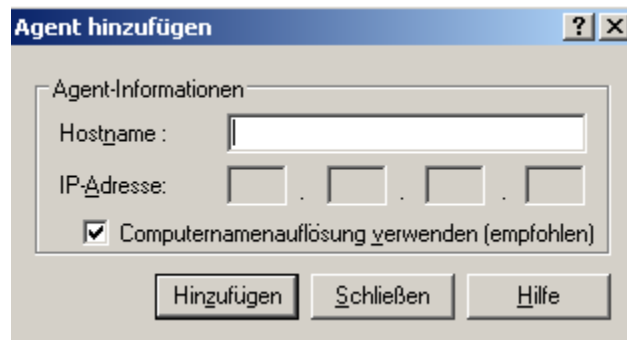 Agent hinzufügen
Agent-Informationen
Hostname :
IP-Adresse: . . .
Computernamenauflösung verwenden (empfohlen)
Hinzufügen Schließen Hilfe